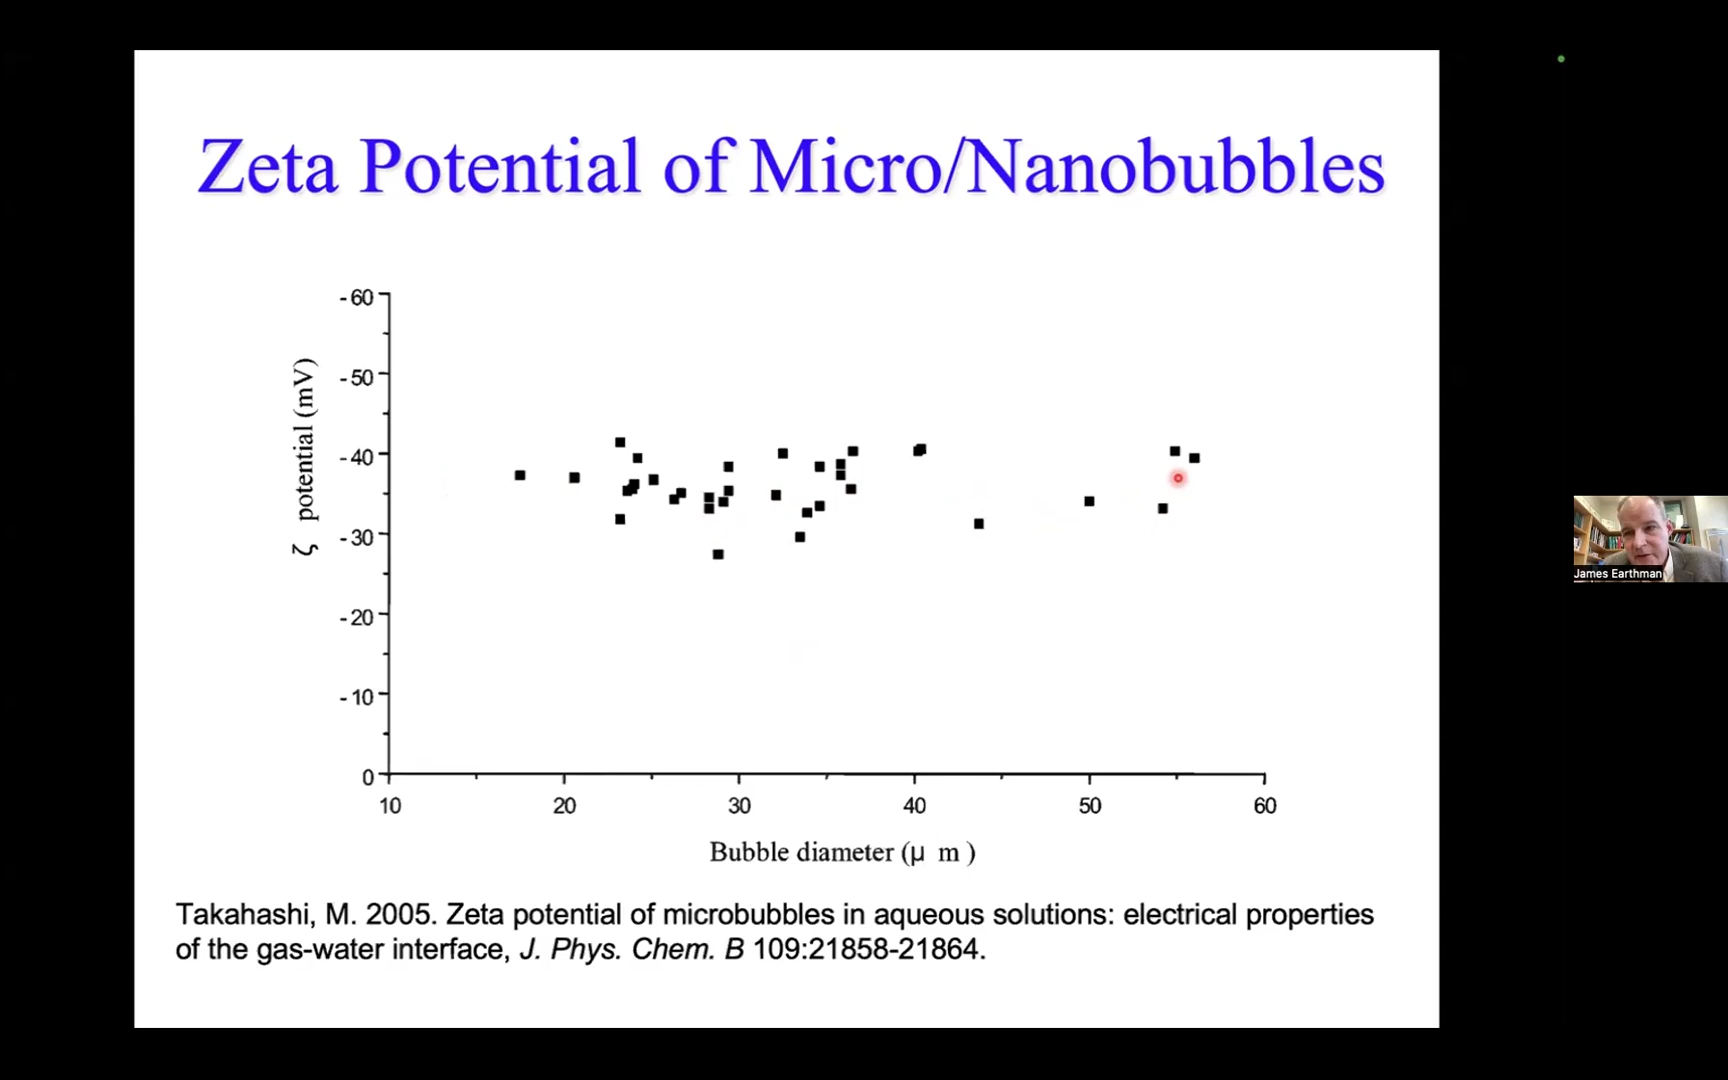 Zeta Potential of Micro/Nanobubbles
-60
-50
-40
-30
-20
-10
0
ζ potential (mV)
10 20 30 40 50 60
Bubble diameter (μ m )
Takahashi, M. 2005. Zeta potential of microbubbles in aqueous solutions: electrical properties
of the gas-water interface, J. Phys. Chem. B 109:21858-21864.
James Earthman